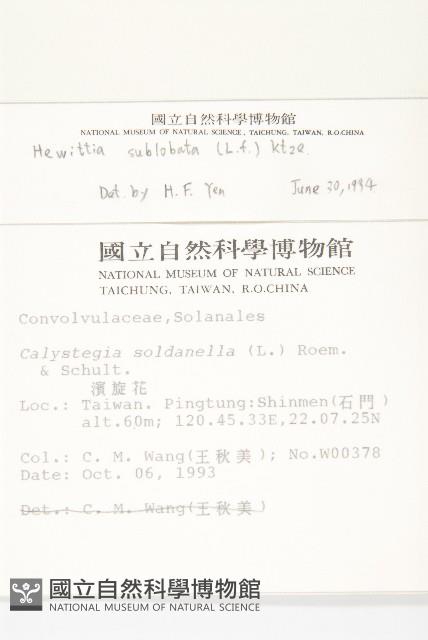 國立自然科學博物館
NATIONAL MUSEUM OF NATURAL SCIENCE, TAICHUNG, TAIWAN, R.O.CHINA
Hewittia sublobata (L.f.) Ktze.
Det. by H. F. Yen June 30, 1994
國立自然科學博物館
NATIONAL MUSEUM OF NATURAL SCIENCE
TAICHUNG, TAIWAN, R.O.CHINA
Convolvulaceae,Solanales
Calystegia soldanella (L.) Roem.
& Schult.
濱旋花
Loc.: Taiwan. Pingtung:Shinmen(石門)
alt.60m; 120.45.33E,22.07.25N
Col.: C. M. Wang(王秋美); No.W00378
Date: Oct. 06, 1993
Det.: C. M. Wang(王秋美)
國立自然科學博物館
NATIONAL MUSEUM OF NATURAL SCIENCE